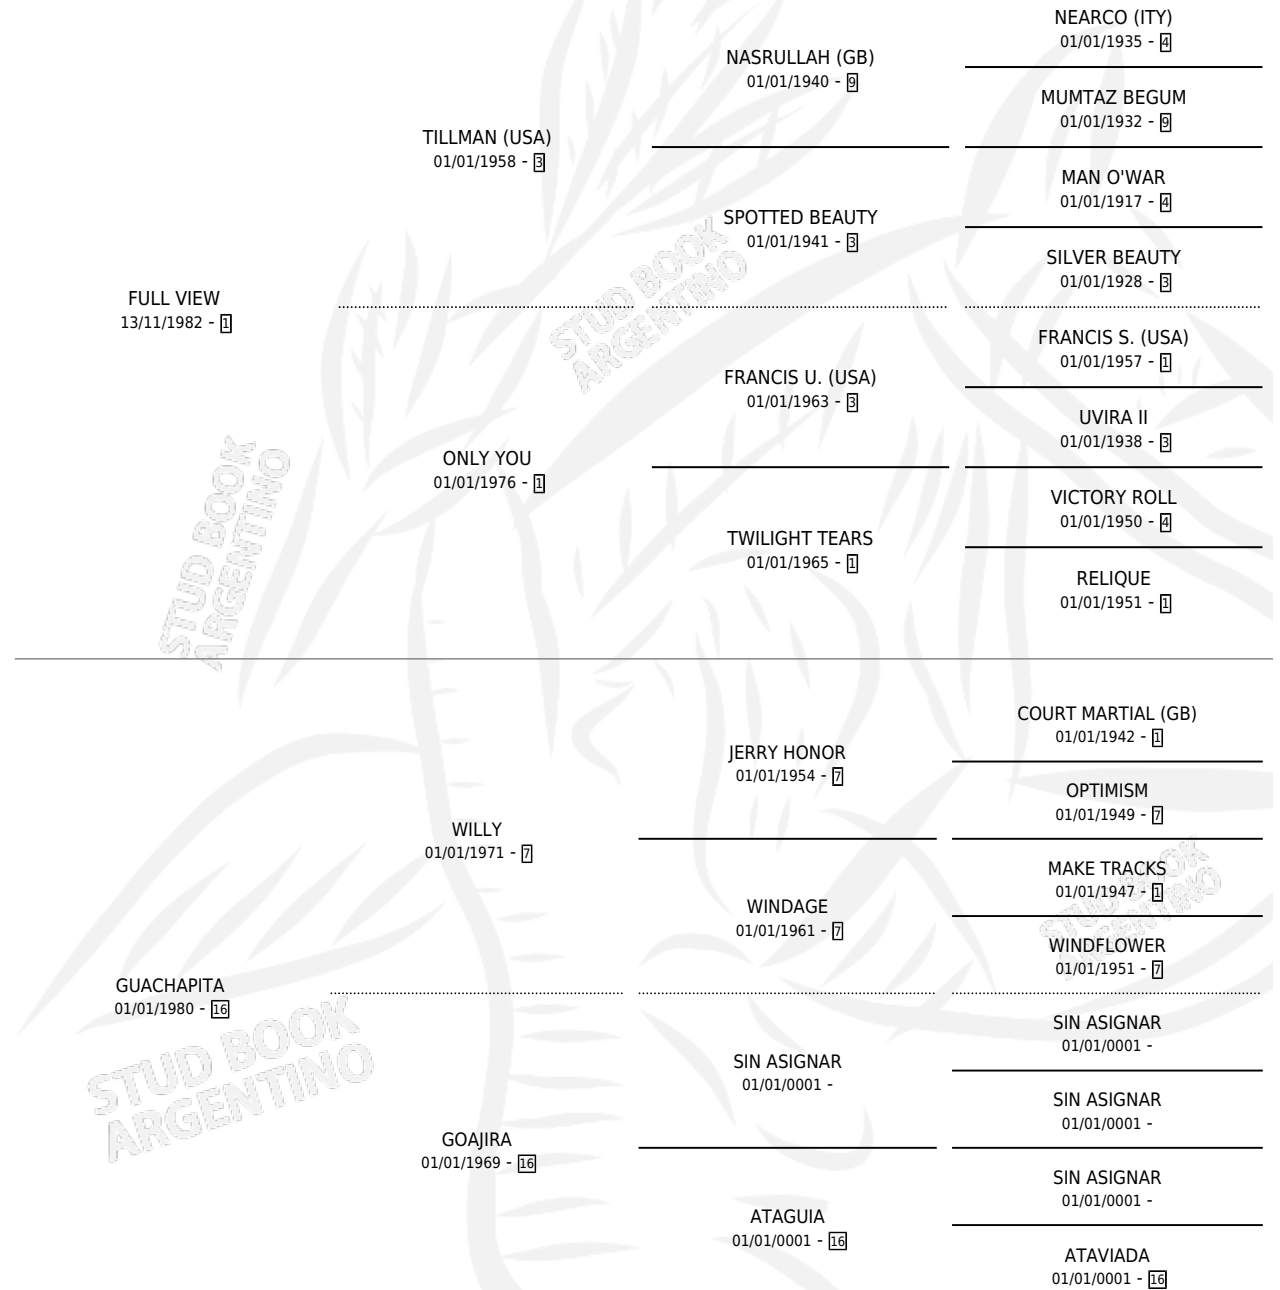 NEARCO (ITY)
01/01/1935 - 4
NASRULLAH (GB)
01/01/1940 - 9
MUMTAZ BEGUM
01/01/1932 - 9
TILLMAN (USA)
01/01/1958 - 3
MAN O'WAR
01/01/1917 - 4
SPOTTED BEAUTY
01/01/1941 - 3
SILVER BEAUTY
01/01/1928 - 3
STUD BOOK
ARGENTINO
FULL VIEW
13/11/1982 - 1
FRANCIS S. (USA)
01/01/1957 - 1
FRANCIS U. (USA)
01/01/1963 - 3
UVIRA II
01/01/1938 - 3
ONLY YOU
01/01/1976 - 1
VICTORY ROLL
01/01/1950 - 4
TWILIGHT TEARS
01/01/1965 - 1
RELIQUE
01/01/1951 - 1
STUD BOOK
ARGENTINO
COURT MARTIAL (GB)
01/01/1942 - 1
JERRY HONOR
01/01/1954 - 7
OPTIMISM
01/01/1949 - 7
WILLY
01/01/1971 - 7
MAKE TRACKS
01/01/1947 - 1
WINDAGE
01/01/1961 - 7
STUD BOOK
ARGENTINO
WINDFLOWER
01/01/1951 - 7
GUACHAPITA
01/01/1980 - 16
SIN ASIGNAR
01/01/0001 -
SIN ASIGNAR
01/01/0001 -
STUD BOOK
ARGENTINO
SIN ASIGNAR
01/01/0001 -
GOAJIRA
01/01/1969 - 16
SIN ASIGNAR
01/01/0001 -
ATAGUIA
01/01/0001 - 16
ATAVIADA
01/01/0001 - 16